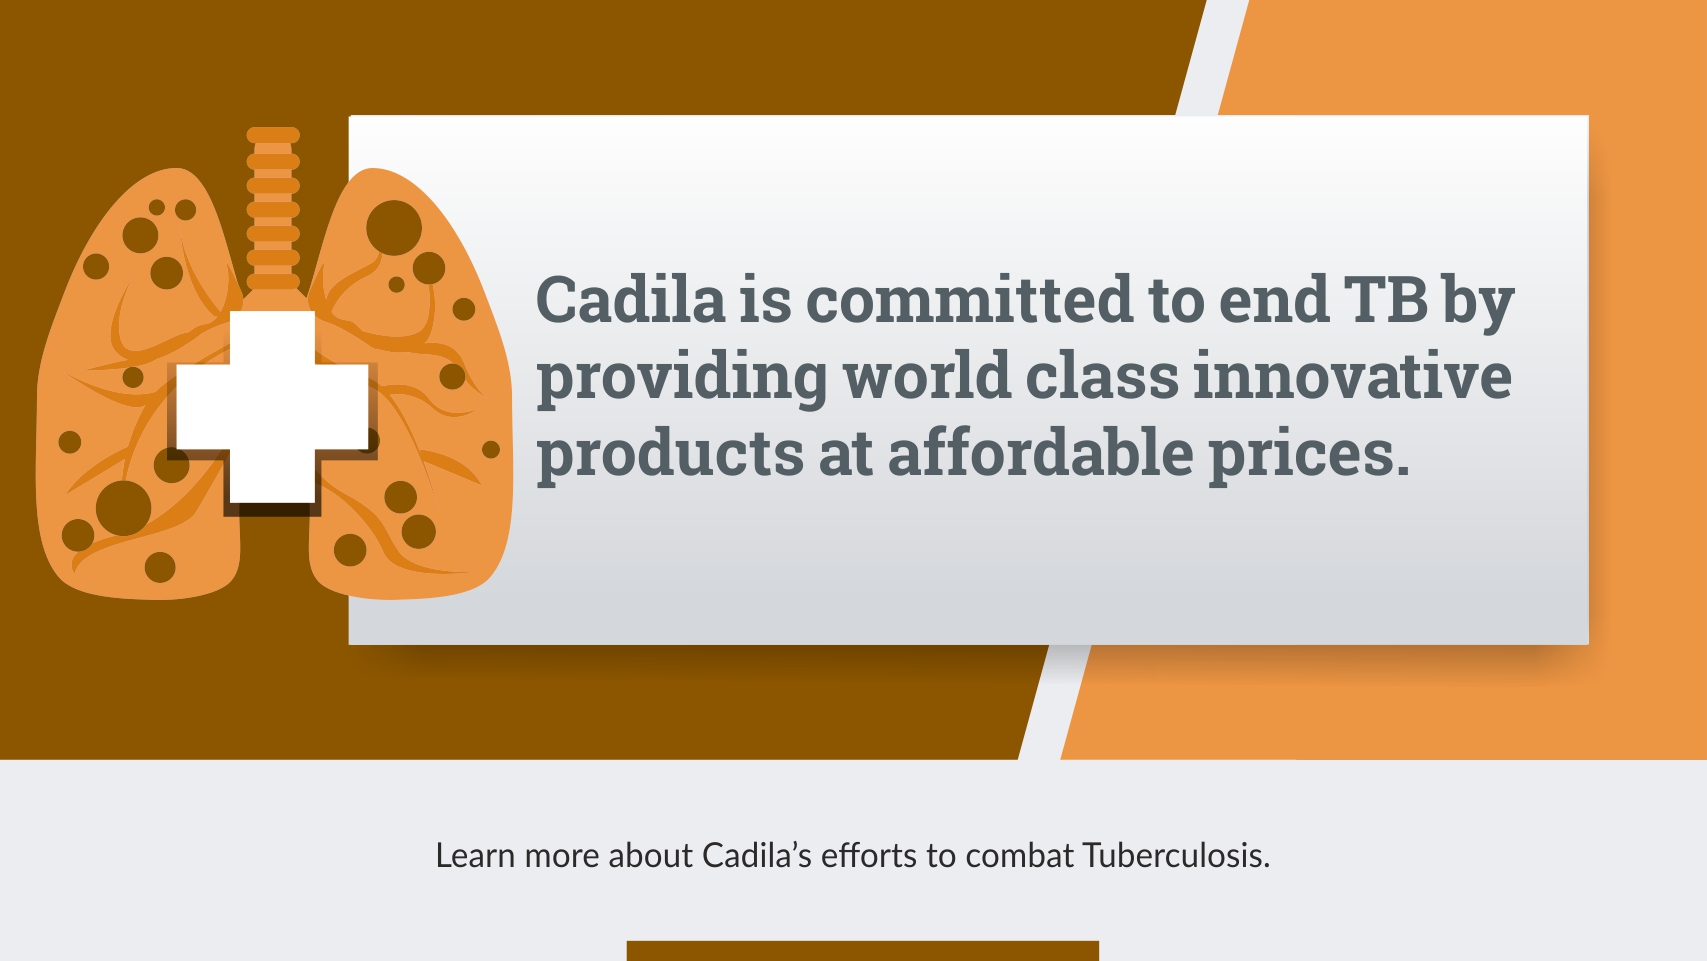 Cadila is committed to end TB by
providing world class innovative
products at affordable prices.
Learn more about Cadila’s efforts to combat Tuberculosis.